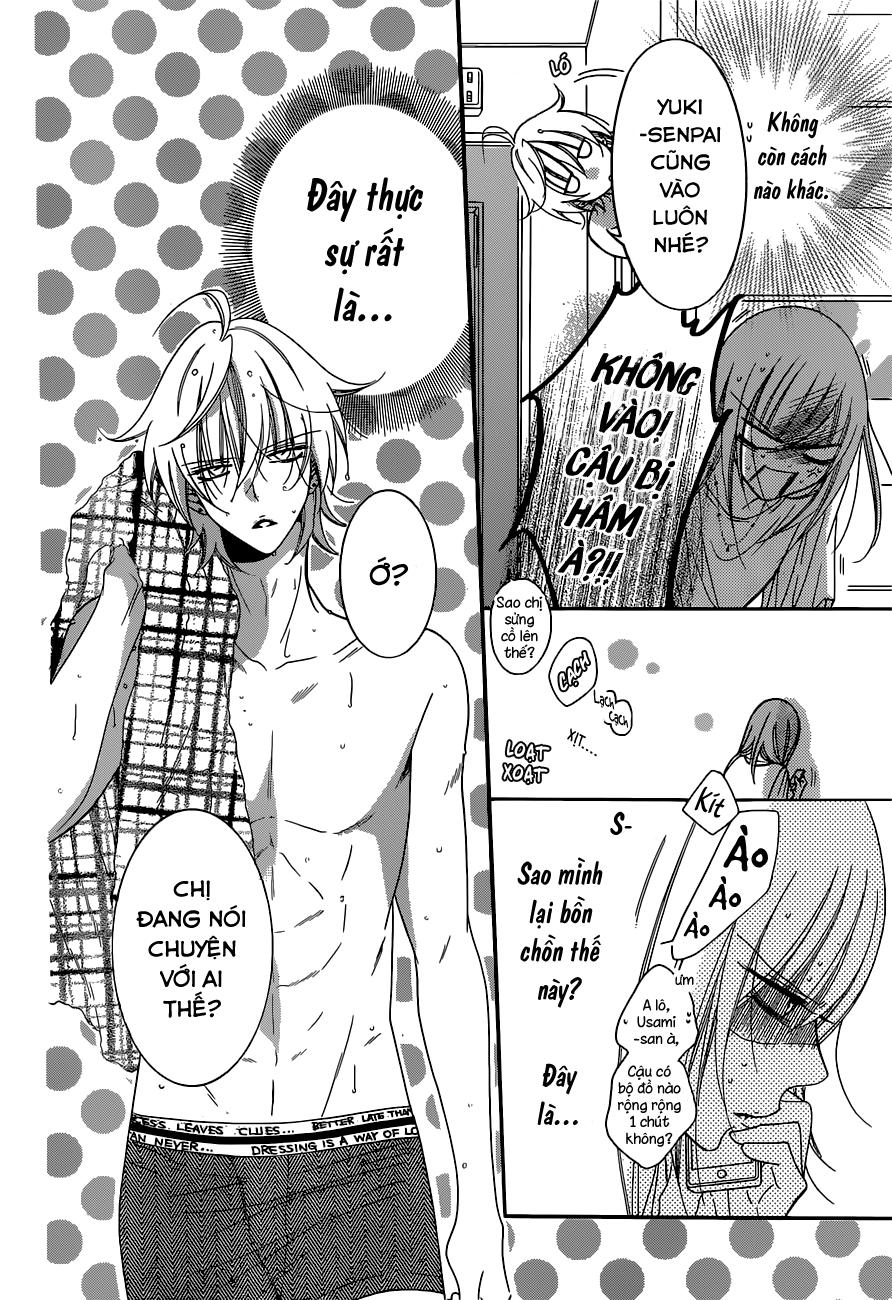 Không
còn cách
nào khác.
LÓ
YUKI
-SENPAI
CŨNG
VÀO
LUÔN
NHÉ?
KHÔNG
VÀO!
CẬU BỊ
HÂM
À?!!
Sao chị
sửng
cồ lên
thế?
CẠCH
Lạch
Cạch
XỊT....
LOẠT
XOẠT
Kít
Ào
Ào
Ào
S-
Sao mình
lại bồn
chồn thế
này?
ưm
A lô,
Usami
-san à,
Cậu có
bộ đồ nào
rộng rộng
1 chút
không?
Đây
là...
Đây thực
sự rất
là...
Ớ?
CHỊ
ĐANG NÓI
CHUYỆN
VỚI AI
THẾ?
ESS LEAVES CLUES... BETTER LATE THAN
AN NEVER... DRESSING IS A WAY OF LO